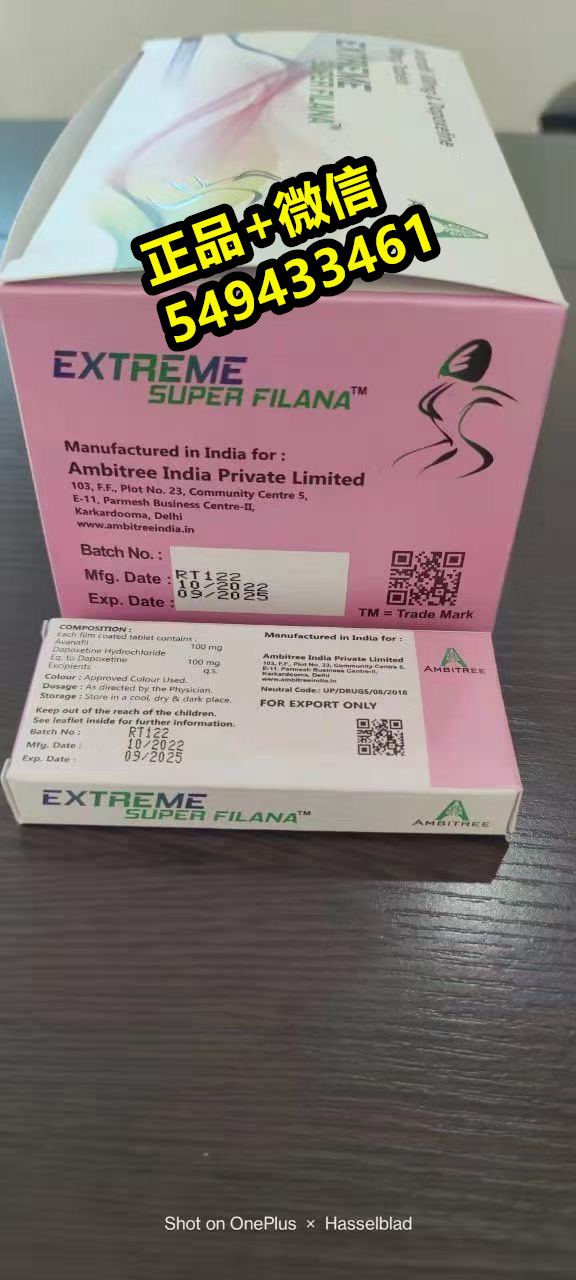 EXTREME
SUPER FILANA™
正品+微信
549433461
EXTREME
SUPER FILANA™
Manufactured in India for :
Ambitree India Private Limited
103, F.F., Plot No. 23, Community Centre 5,
E-11, Parmesh Business Centre-II,
Karkardooma, Delhi
www.ambitreeindia.in
Batch No. :
Mfg. Date :
Exp. Date :
RT122
10/2022
09/2025
TM = Trade Mark
COMPOSITION :
Each film coated tablet contains :
Avanafil 100 mg
Dapoxetine Hydrochloride
Eq. to Dapoxetine 100 mg
Excipients q.s.
Colour : Approved Colour Used.
Dosage : As directed by the Physician.
Storage : Store in a cool, dry & dark place.
Keep out of the reach of the children.
See leaflet inside for further information.
Batch No : RT122
Mfg. Date : 10/2022
Exp. Date : 09/2025
Manufactured in India for :
Ambitree India Private Limited
103, F.F., Plot No. 23, Community Centre 5,
E-11, Parmesh Business Centre-II,
Karkardooma, Delhi
www.ambitreeindia.in
Neutral Code.: UP/DRUGS/08/2018
FOR EXPORT ONLY
AMBITREE
EXTREME
SUPER FILANA™
AMBITREE
Shot on OnePlus × Hasselblad